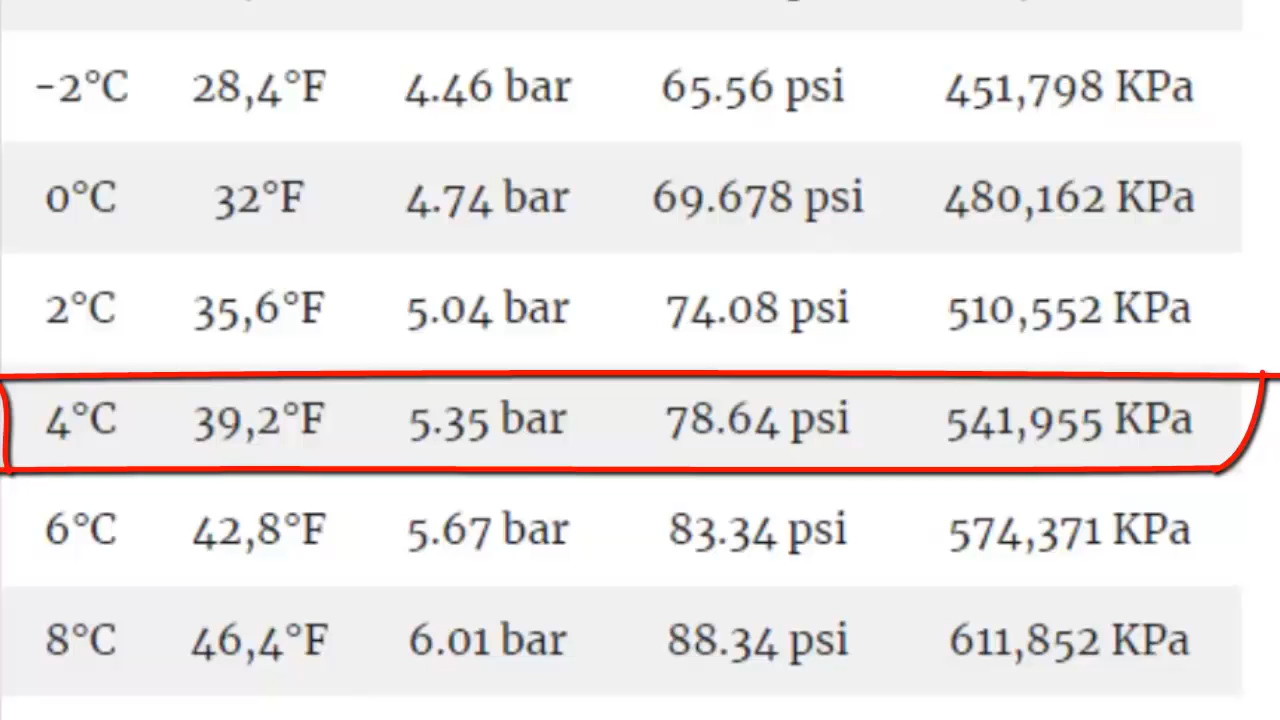 -2°C 28,4°F 4.46 bar 65.56 psi 451,798 KPa
0°C 32°F 4.74 bar 69.678 psi 480,162 KPa
2°C 35,6°F 5.04 bar 74.08 psi 510,552 KPa
4°C 39,2°F 5.35 bar 78.64 psi 541,955 KPa
6°C 42,8°F 5.67 bar 83.34 psi 574,371 KPa
8°C 46,4°F 6.01 bar 88.34 psi 611,852 KPa